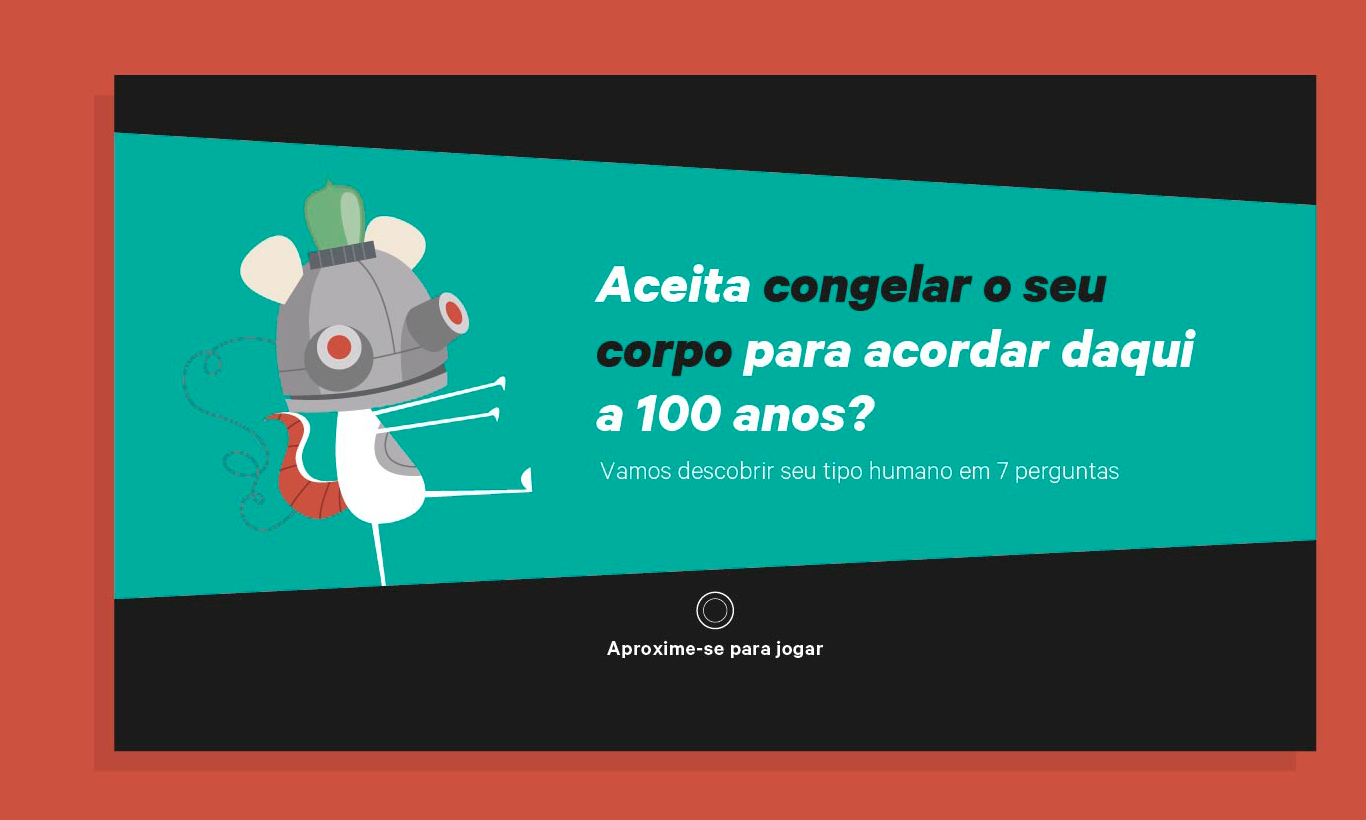 Aceita congelar o seu
corpo para acordar daqui
a 100 anos?
Vamos descobrir seu tipo humano em 7 perguntas
Aproxime-se para jogar